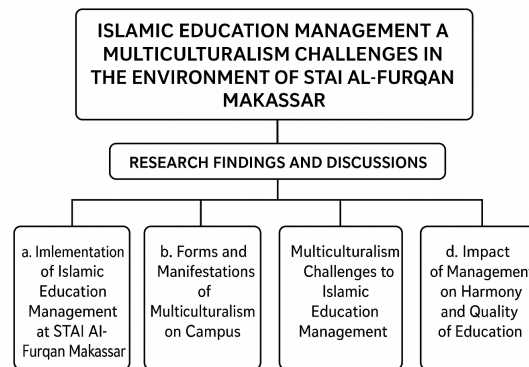 ISLAMIC EDUCATION MANAGEMENT A
MULTICULTURALISM CHALLENGES IN
THE ENVIRONMENT OF STAI AL-FURQAN
MAKASSAR
RESEARCH FINDINGS AND DISCUSSIONS
a. Imlementation
of Islamic
Education
Management
at STAI Al-
Furqan Makassar
b. Forms and
Manifestations
of
Multiculturalism
on Campus
Multiculturalism
Challenges to
Islamic
Education
Management
d. Impact
of Management
on Harmony
and Quality
of Education